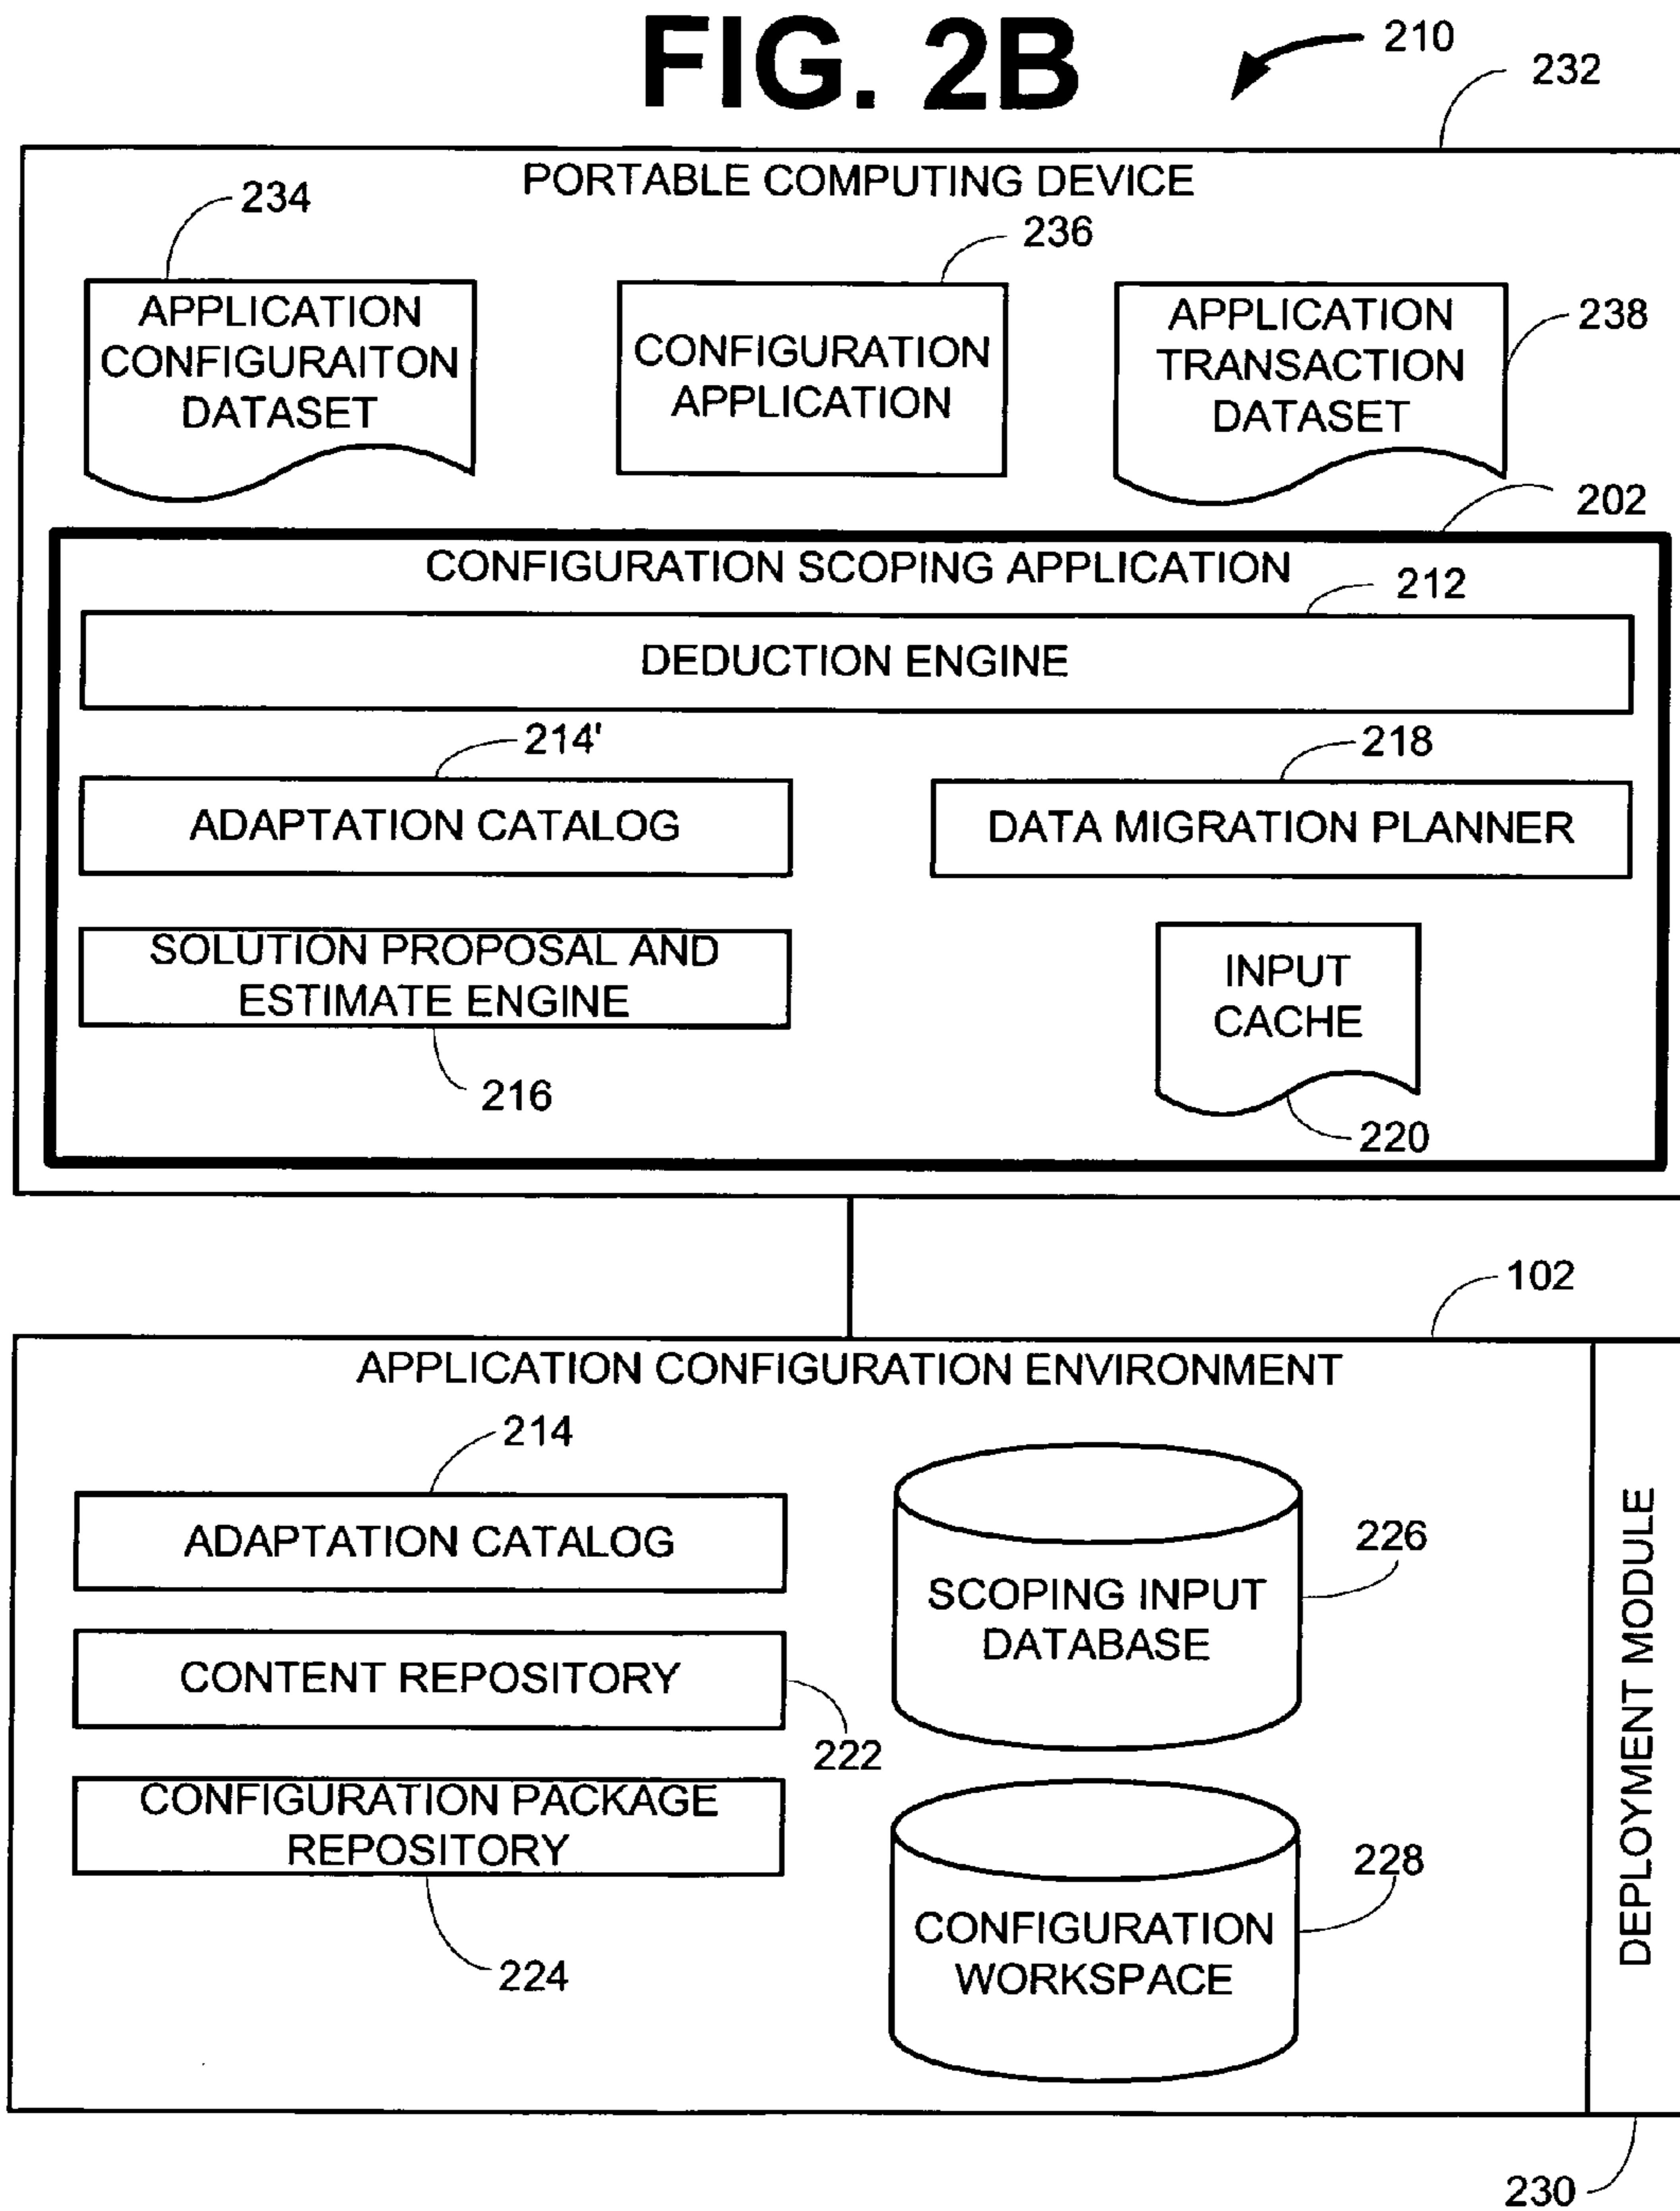 FIG. 2B
210
232
PORTABLE COMPUTING DEVICE
234
236
APPLICATION
CONFIGURAITON
DATASET
CONFIGURATION
APPLICATION
APPLICATION
TRANSACTION
DATASET
238
202
CONFIGURATION SCOPING APPLICATION
212
DEDUCTION ENGINE
214'
218
ADAPTATION CATALOG
DATA MIGRATION PLANNER
SOLUTION PROPOSAL AND
ESTIMATE ENGINE
216
INPUT
CACHE
220
102
APPLICATION CONFIGURATION ENVIRONMENT
214
ADAPTATION CATALOG
CONTENT REPOSITORY
222
CONFIGURATION PACKAGE
REPOSITORY
224
SCOPING INPUT
DATABASE
226
CONFIGURATION
WORKSPACE
228
DEPLOYMENT MODULE
230